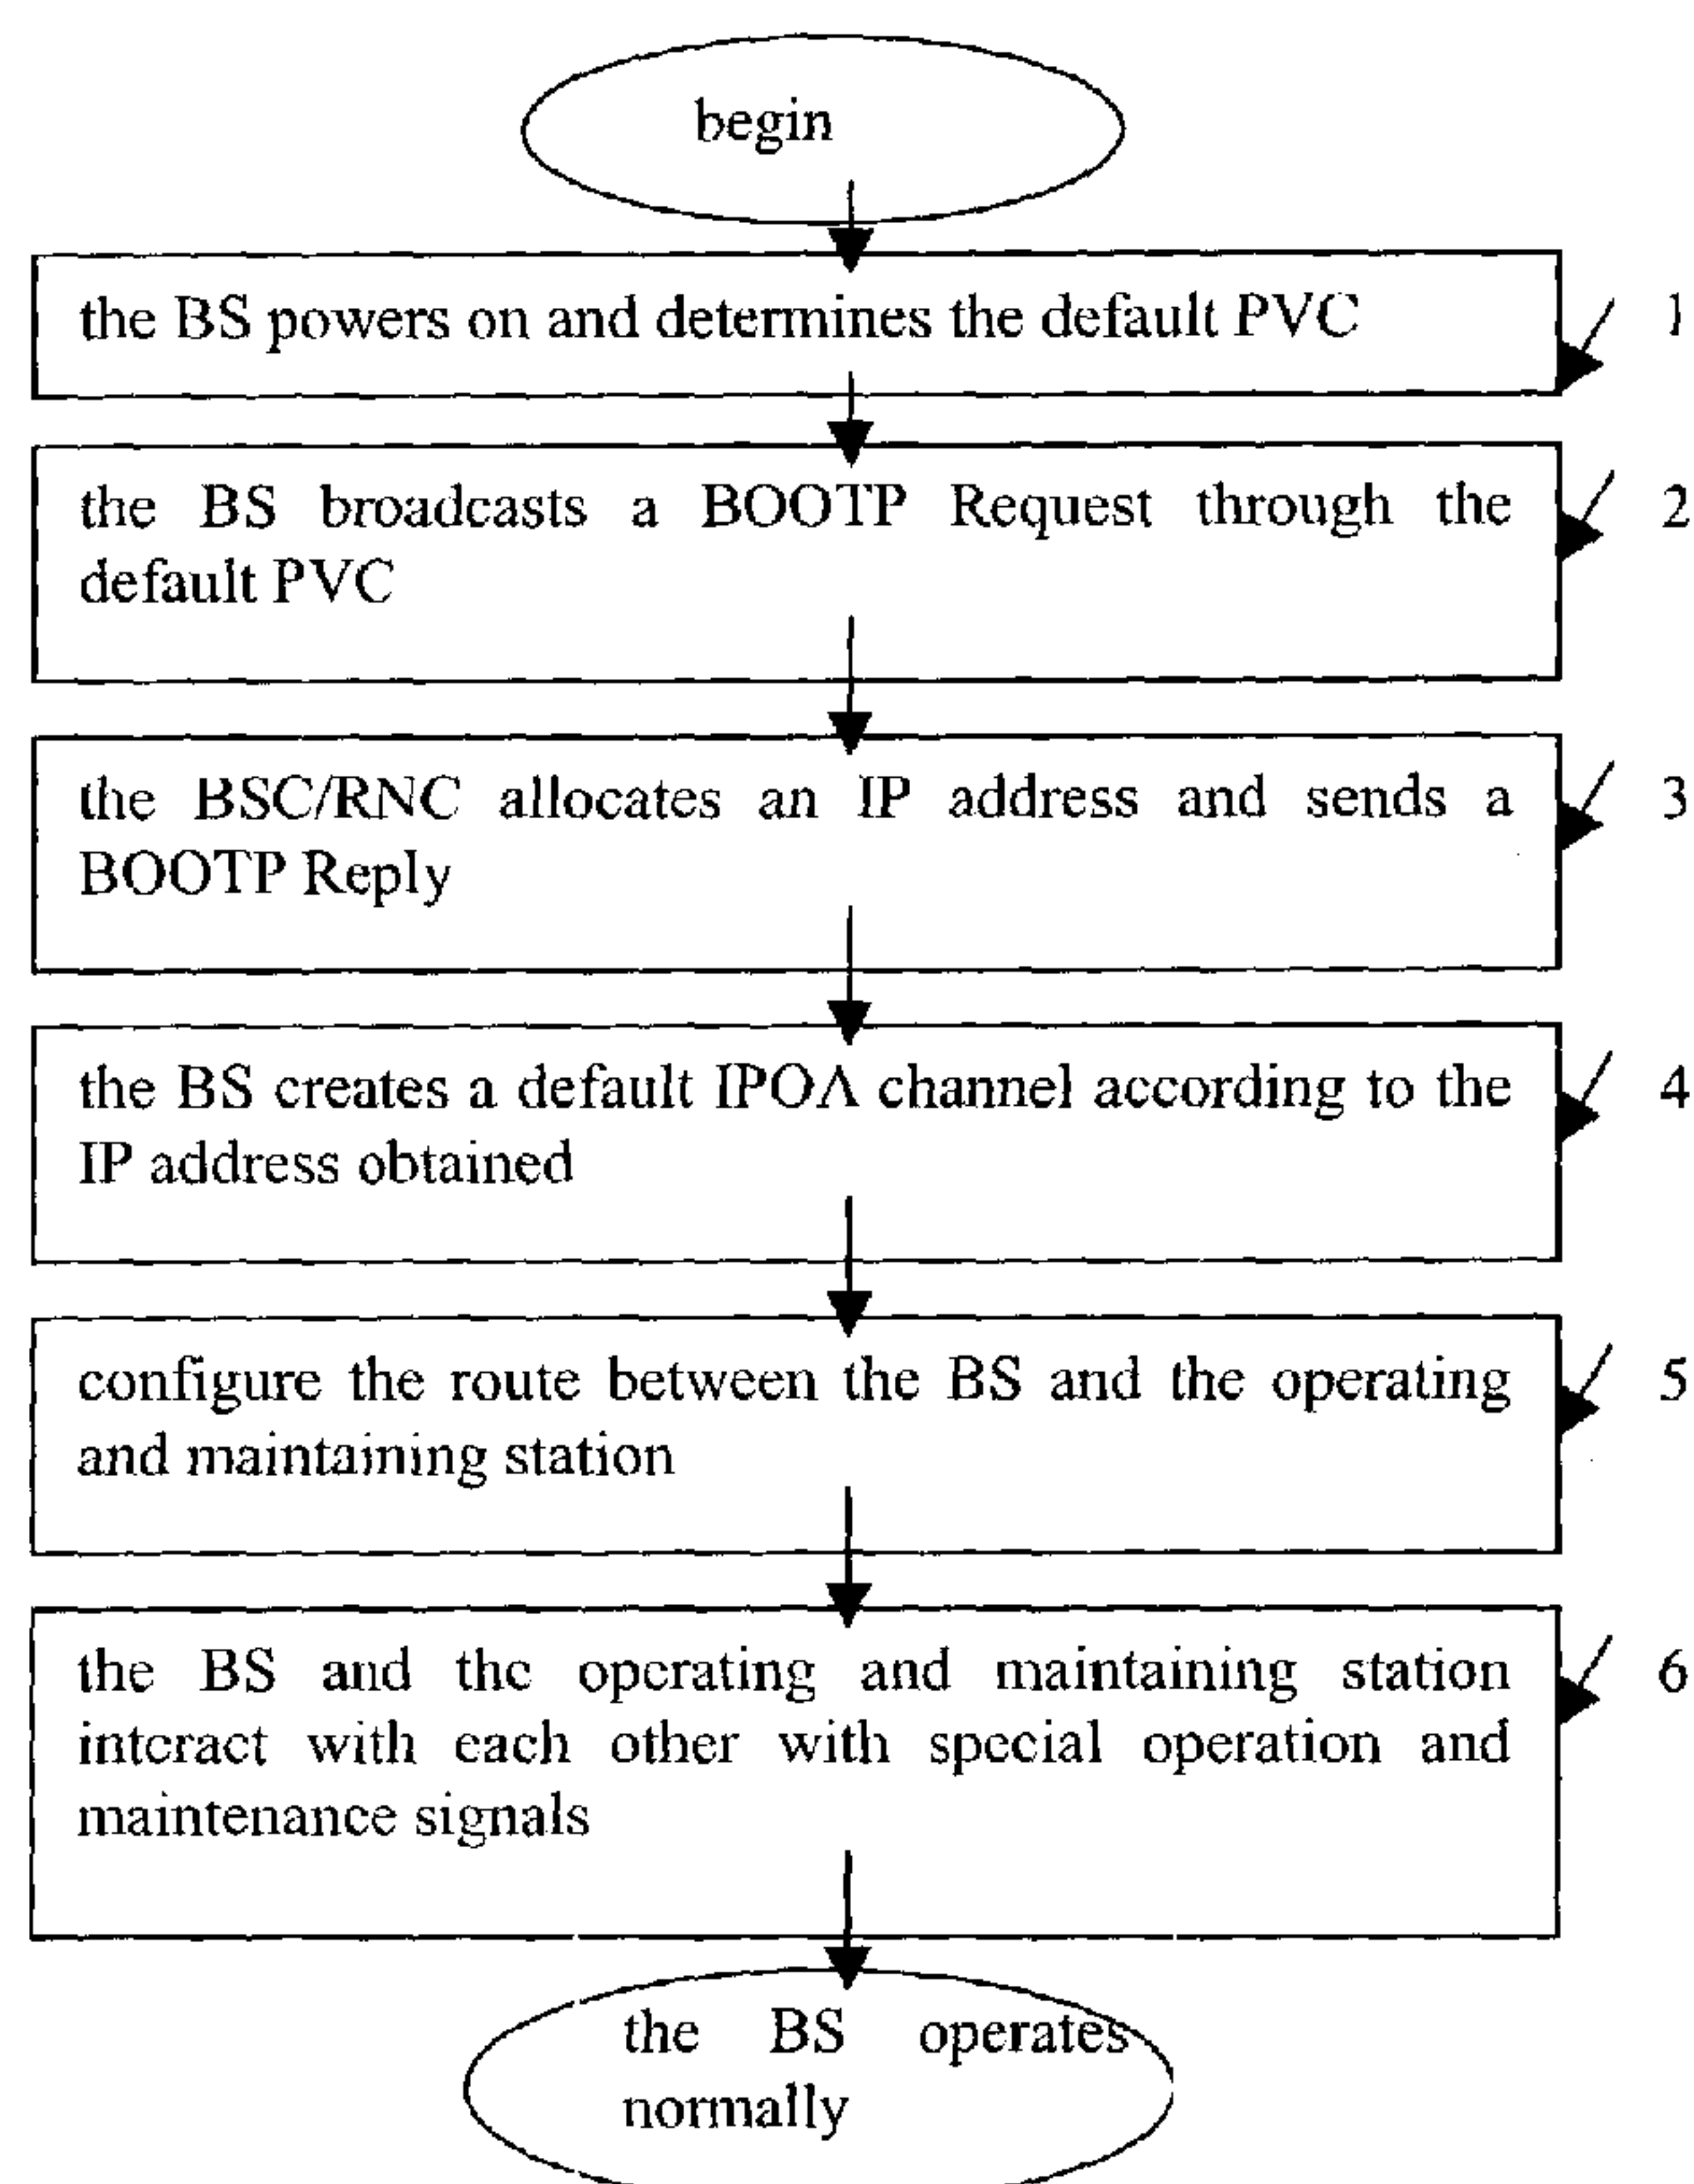 begin
the BS powers on and determines the default PVC
1
the BS broadcasts a BOOTP Request through the
default PVC
2
the BSC/RNC allocates an IP address and sends a
BOOTP Reply
3
the BS creates a default IPOA channel according to the
IP address obtained
4
configure the route between the BS and the operating
and maintaining station
5
the BS and the operating and maintaining station
interact with each other with special operation and
maintenance signals
6
the BS operates
normally